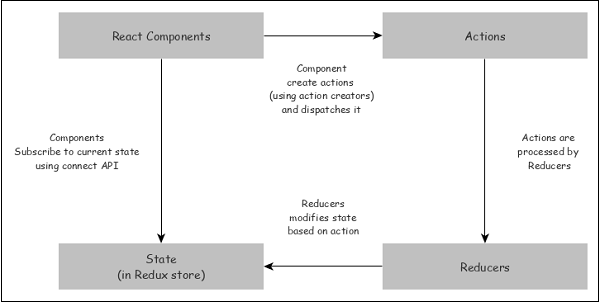 React Components
Actions
Component
create actions
(using action creators)
and dispatches it
Components
Subscribe to current state
using connect API
Actions are
processed by
Reducers
Reducers
modifies state
based on action
State
(in Redux store)
Reducers